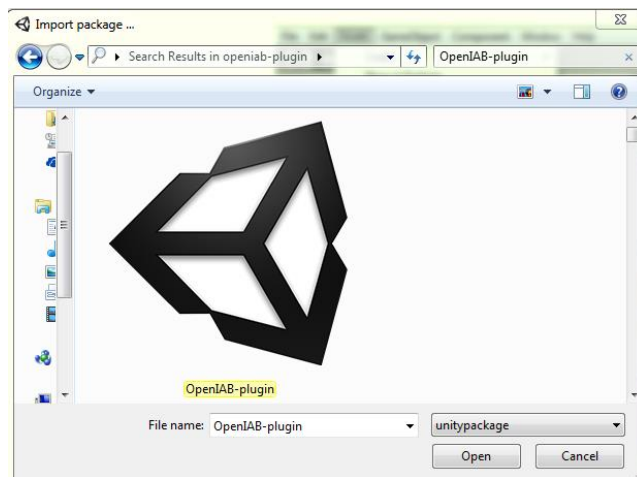 Import package ...
Search Results in openiab-plugin
OpenIAB-plugin
Organize
OpenIAB-plugin
File name: OpenIAB-plugin
unitypackage
Open
Cancel